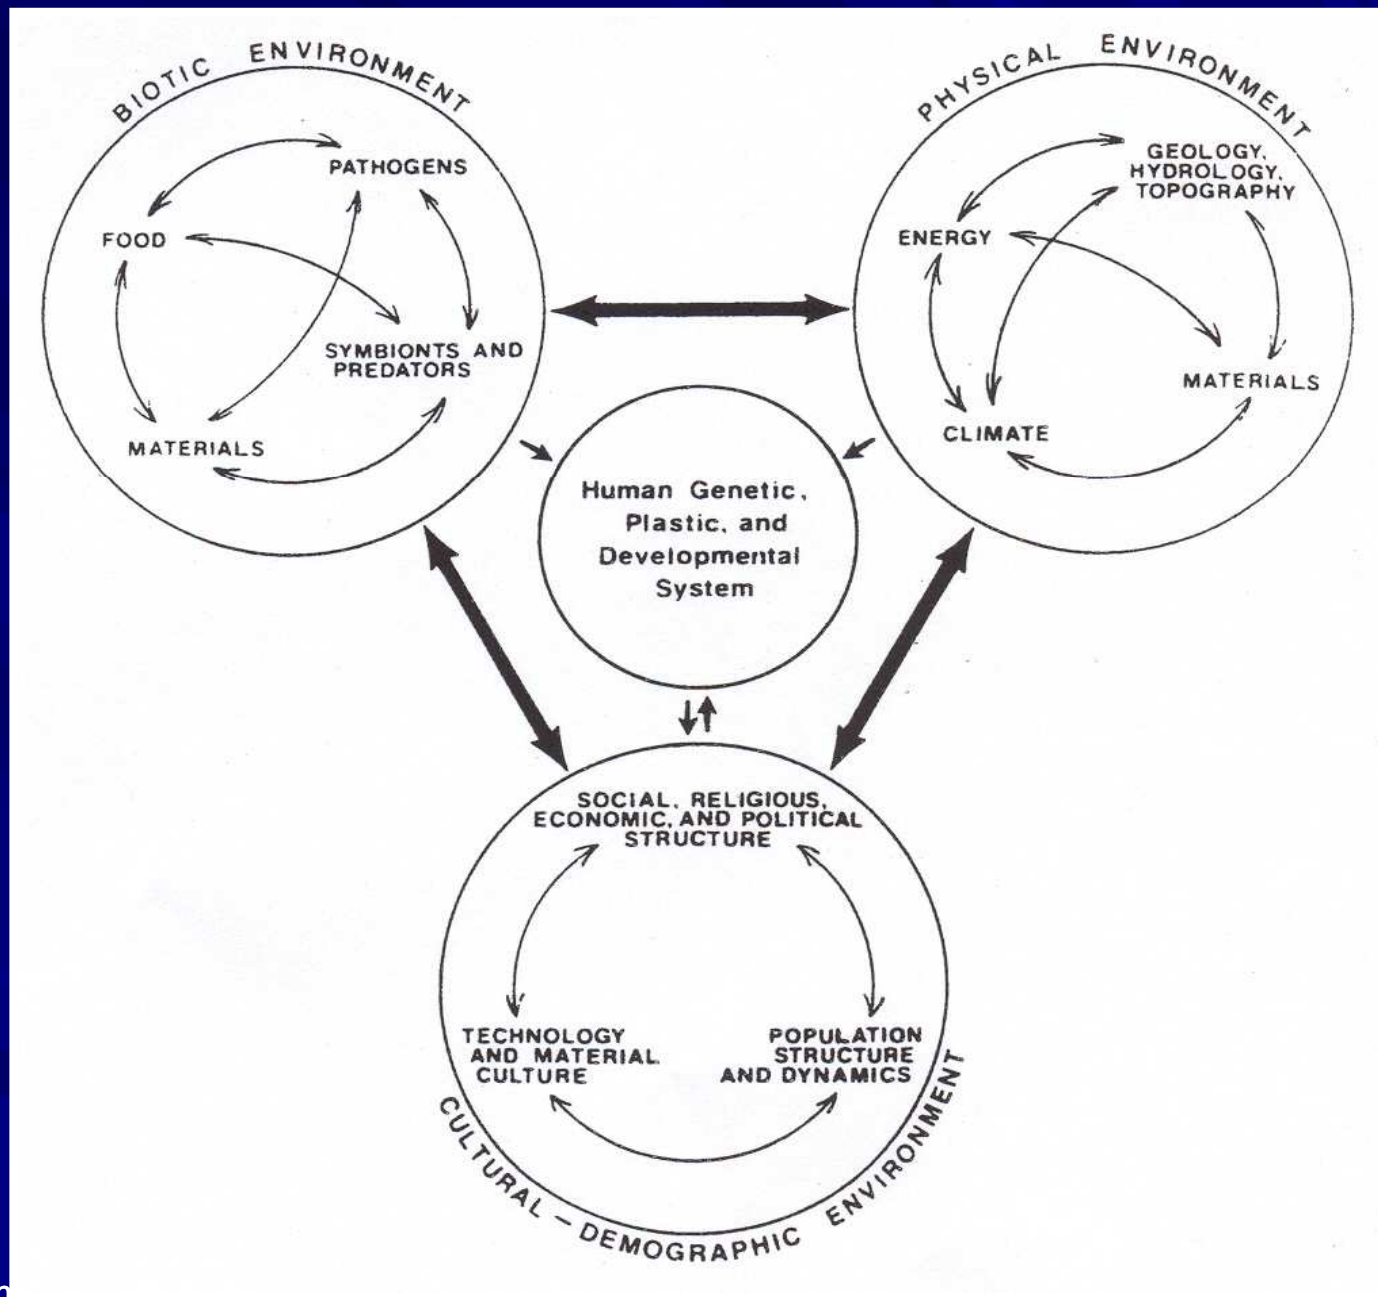 BIOTIC ENVIRONMENT
PATHOGENS
FOOD
SYMBIONTS AND
PREDATORS
MATERIALS
PHYSICAL ENVIRONMENT
GEOLOGY,
HYDROLOGY,
TOPOGRAPHY
ENERGY
MATERIALS
CLIMATE
Human Genetic,
Plastic, and
Developmental
System
SOCIAL, RELIGIOUS,
ECONOMIC, AND POLITICAL
STRUCTURE
TECHNOLOGY
AND MATERIAL
CULTURE
POPULATION
STRUCTURE
AND DYNAMICS
CULTURAL – DEMOGRAPHIC ENVIRONMENT